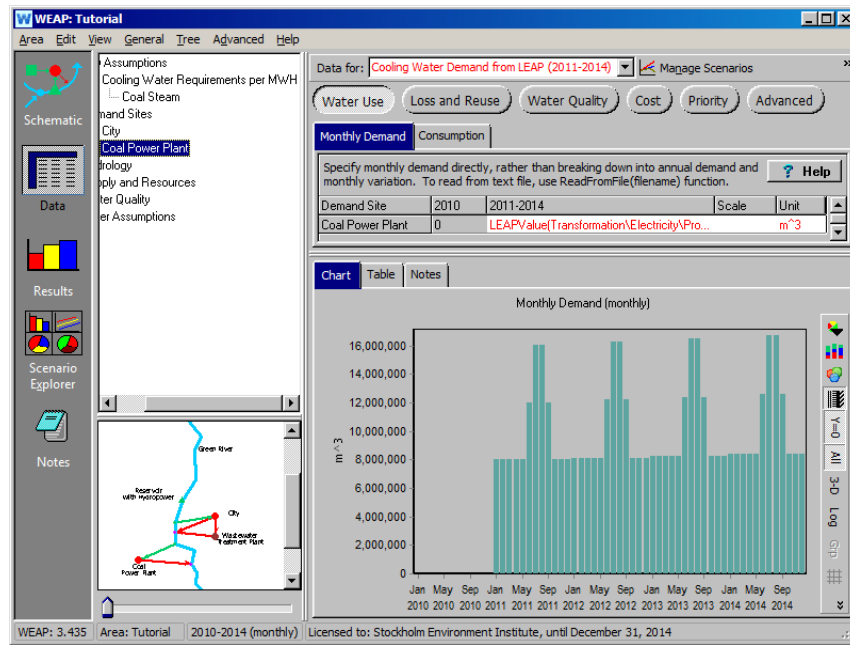 WEAP: Tutorial
Area Edit View General Tree Advanced Help
Schematic
Data
Results
Scenario
Explorer
Notes
Assumptions
Cooling Water Requirements per MWH
Coal Steam
mand Sites
City
Coal Power Plant
drology
pply and Resources
ter Quality
er Assumptions
Green River
Reservoir
with Hydropower
City
Wastewater
Treatment Plant
Coal
Power Plant
Data for: Cooling Water Demand from LEAP (2011-2014) Manage Scenarios »
Water Use Loss and Reuse Water Quality Cost Priority Advanced
Monthly Demand Consumption
Specify monthly demand directly, rather than breaking down into annual demand and
monthly variation. To read from text file, use ReadFromFile(filename) function.
? Help
Demand Site 2010 2011-2014 Scale Unit
Coal Power Plant 0 LEAPValue(Transformation\Electricity\Pro... m^3
Chart Table Notes
Monthly Demand (monthly)
16,000,000
14,000,000
12,000,000
10,000,000
8,000,000
6,000,000
4,000,000
2,000,000
0
m^3
Jan May Sep Jan May Sep Jan May Sep Jan May Sep Jan May Sep
2010 2010 2010 2011 2011 2011 2012 2012 2012 2013 2013 2013 2014 2014 2014
Y=0
All
3-D
Log
Grp
WEAP: 3.435 Area: Tutorial 2010-2014 (monthly) Licensed to: Stockholm Environment Institute, until December 31, 2014